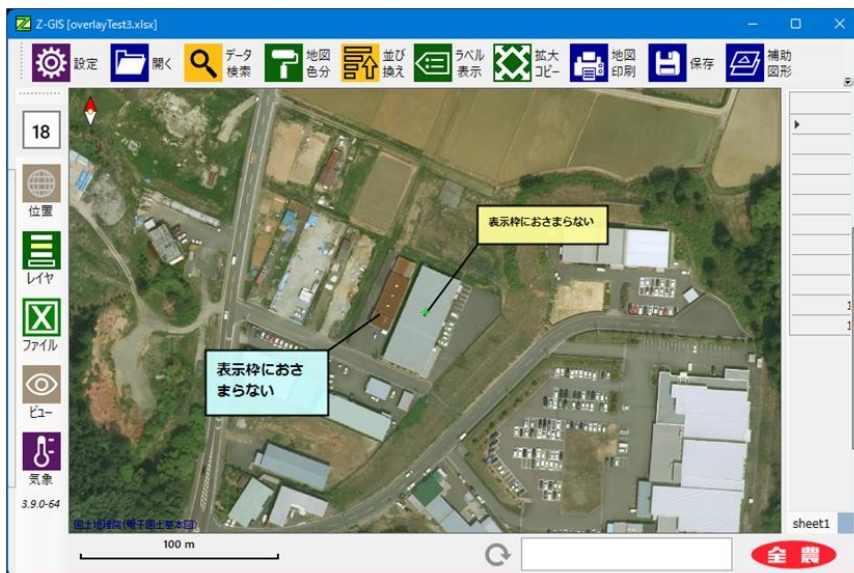 Z-GIS [overlayTest3.xlsx]
設定
開く
データ
検索
地図
色分
並び
換え
ラベル
表示
拡大
コピー
地図
印刷
保存
補助
図形
18
位置
レイヤ
ファイル
ビュー
気象
3.9.0-64
表示枠におさまらない
表示枠におさ
まらない
国土地理院(電子国土基本図)
100 m
1
1
sheet1
全農